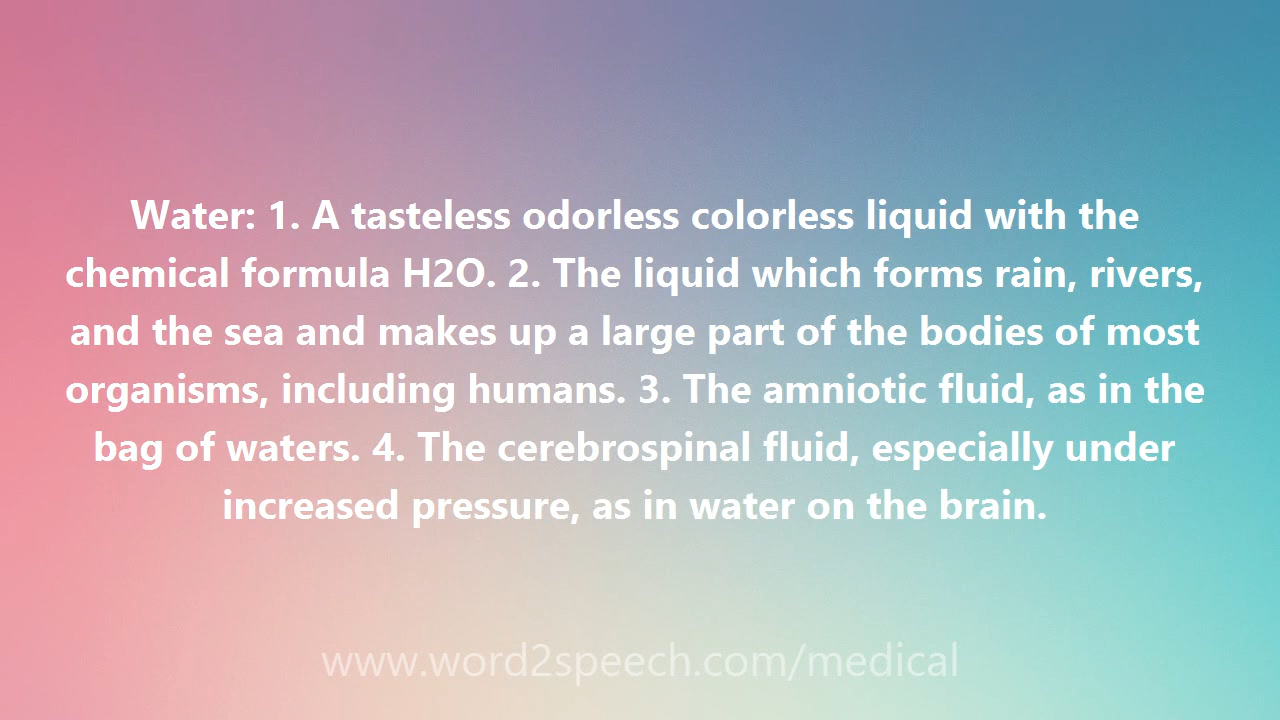 Water: 1. A tasteless odorless colorless liquid with the
chemical formula H2O. 2. The liquid which forms rain, rivers,
and the sea and makes up a large part of the bodies of most
organisms, including humans. 3. The amniotic fluid, as in the
bag of waters. 4. The cerebrospinal fluid, especially under
increased pressure, as in water on the brain.
www.word2speech.com/medical